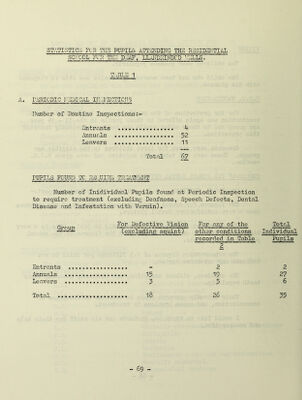 STATISTICS FOR THE PUPILS ATTENDING THE RESIDENTIAL
SCHOOL FOR THE DEAF, LLANDRINDOD WELLS.
TABLE 1
A. PERIODIC MEDICAL INSPECTIONS
Number of Routine Inspections:-
Entrants ................ 4
Annuals ................ 52
Leavers ................ 11
Total 67
PUPILS FOUND TO REQUIRE TREATMENT
Number of Inidividual Pupils found at Periodic Inspection
to require treatment (excluding Deafness, Speech Defects, Dental
Disease and Infestation with Vermin).
Group For Defective Vision (excluding squint) For any of the other conditions recorded in Table 2 Total Individual Pupils
Entrants ................ - 2 2
Annuals ................ 15 19 27
Leavers ................ 3 5 6
Total ................ 18 26 35
- 69 -